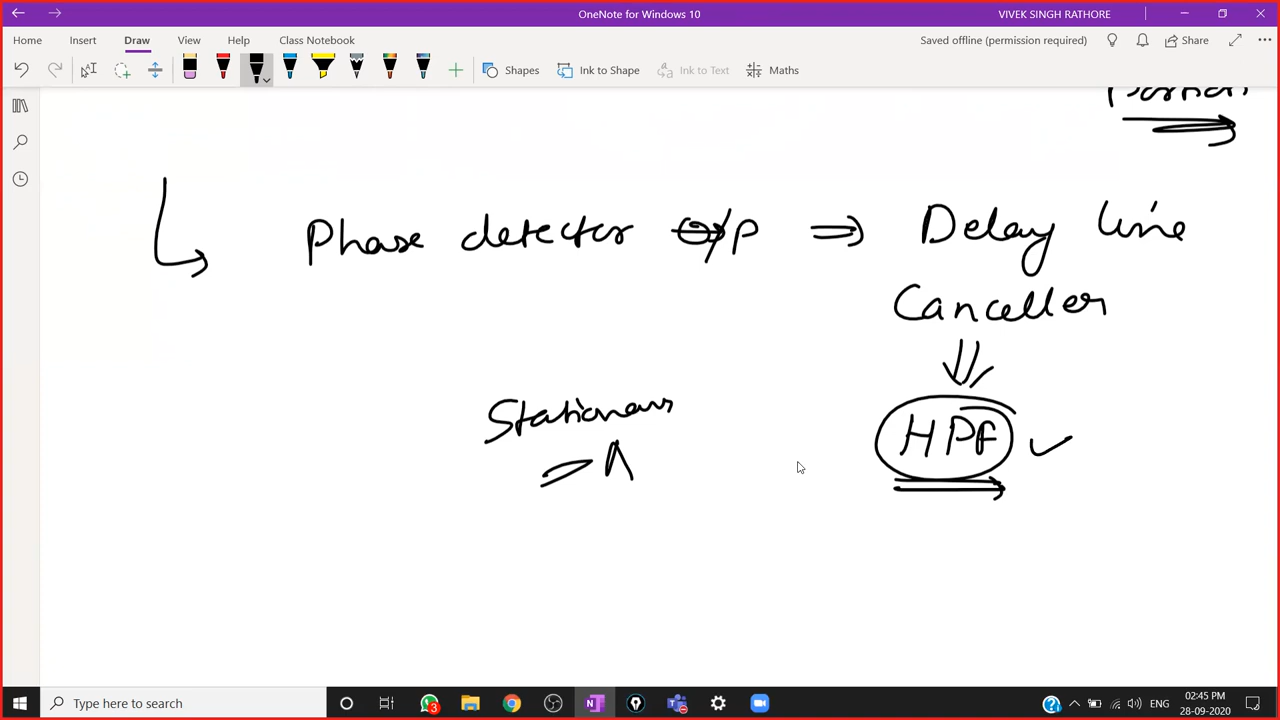 OneNote for Windows 10
VIVEK SINGH RATHORE
Home Insert Draw View Help Class Notebook
Saved offline (permission required) Share
Shapes Ink to Shape Ink to Text Maths
Phase detector O/P ⇒ Delay line
Canceller
HPF ✓
Type here to search
3
ENG
02:45 PM
28-09-2020